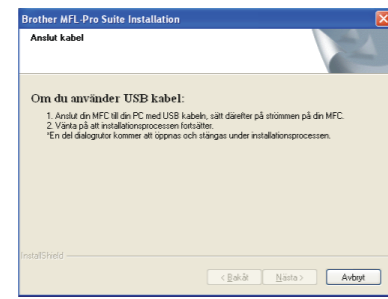 Brother MFL-Pro Suite Installation
Anslut kabel
Om du använder USB kabel:
1. Anslut din MFC till din PC med USB kabeln, sätt därefter på strömmen på din MFC.
2. Vänta på att installationsprocessen fortsätter.
*En del dialogrutor kommer att öppnas och stängas under installationsprocessen.
InstallShield
< Bakåt Nästa > Avbryt